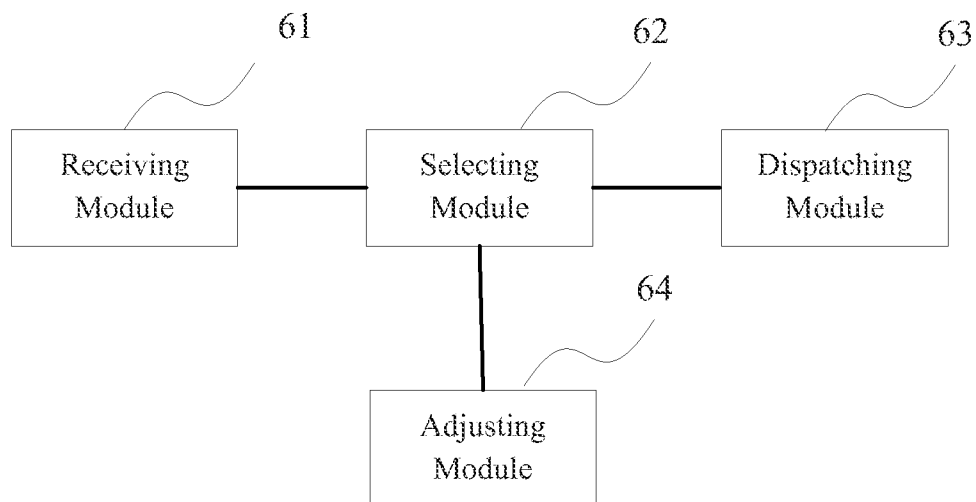 61
62
63
Receiving
Module
Selecting
Module
Dispatching
Module
64
Adjusting
Module